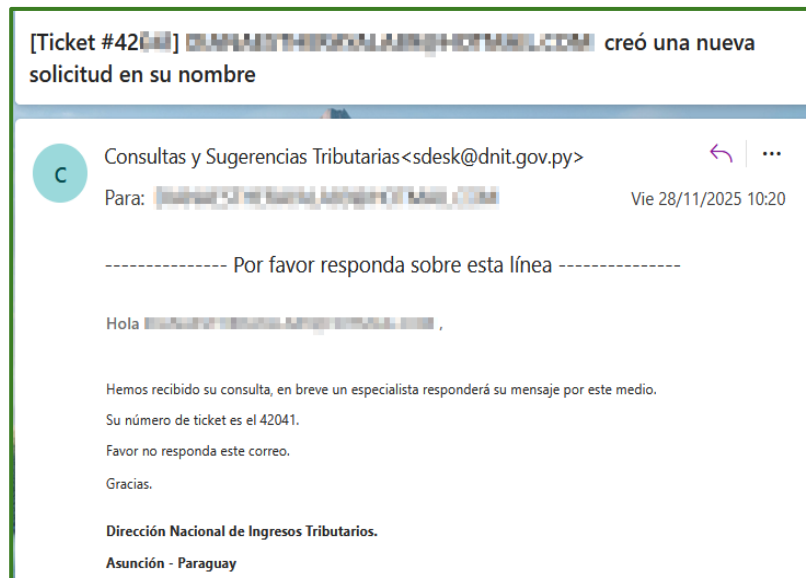 [Ticket #42 ] creó una nueva
solicitud en su nombre
C
Consultas y Sugerencias Tributarias<sdesk@dnit.gov.py>
Para:
Vie 28/11/2025 10:20
--------------- Por favor responda sobre esta línea ---------------
Hola ,
Hemos recibido su consulta, en breve un especialista responderá su mensaje por este medio.
Su número de ticket es el 42041.
Favor no responda este correo.
Gracias.
Dirección Nacional de Ingresos Tributarios.
Asunción - Paraguay